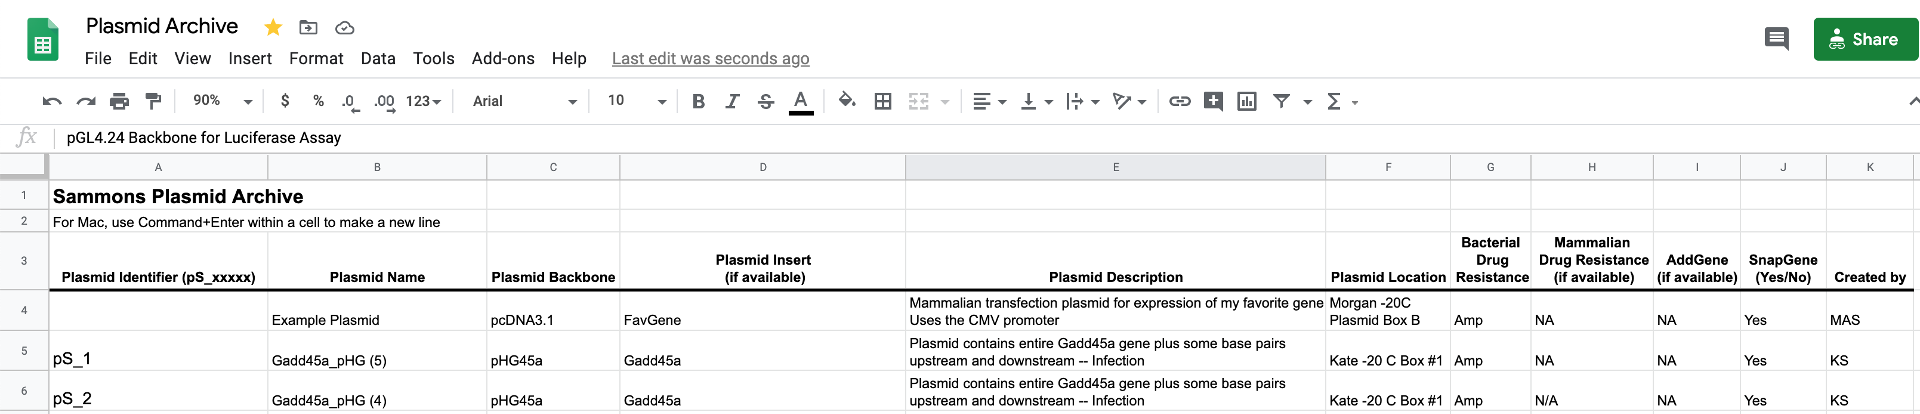 Plasmid Archive
File Edit View Insert Format Data Tools Add-ons Help Last edit was seconds ago
Share
90% $ % .0 .00 123 Arial 10 B I S A Σ
fx pGL4.24 Backbone for Luciferase Assay
A B C D E F G H I J K
1 Sammons Plasmid Archive
2 For Mac, use Command+Enter within a cell to make a new line
3
Plasmid Identifier (pS_xxxxx)
Plasmid Name
Plasmid Backbone
Plasmid Insert
(if available)
Plasmid Description
Plasmid Location
Bacterial
Drug
Resistance
Mammalian
Drug Resistance
(if available)
AddGene
(if available)
SnapGene
(Yes/No)
Created by
4
Example Plasmid
pcDNA3.1
FavGene
Mammalian transfection plasmid for expression of my favorite gene
Uses the CMV promoter
Morgan -20C
Plasmid Box B
Amp
NA
NA
Yes
MAS
5
pS_1
Gadd45a_pHG (5)
pHG45a
Gadd45a
Plasmid contains entire Gadd45a gene plus some base pairs
upstream and downstream -- Infection
Kate -20 C Box #1
Amp
NA
NA
Yes
KS
6
pS_2
Gadd45a_pHG (4)
pHG45a
Gadd45a
Plasmid contains entire Gadd45a gene plus some base pairs
upstream and downstream -- Infection
Kate -20 C Box #1
Amp
N/A
NA
Yes
KS